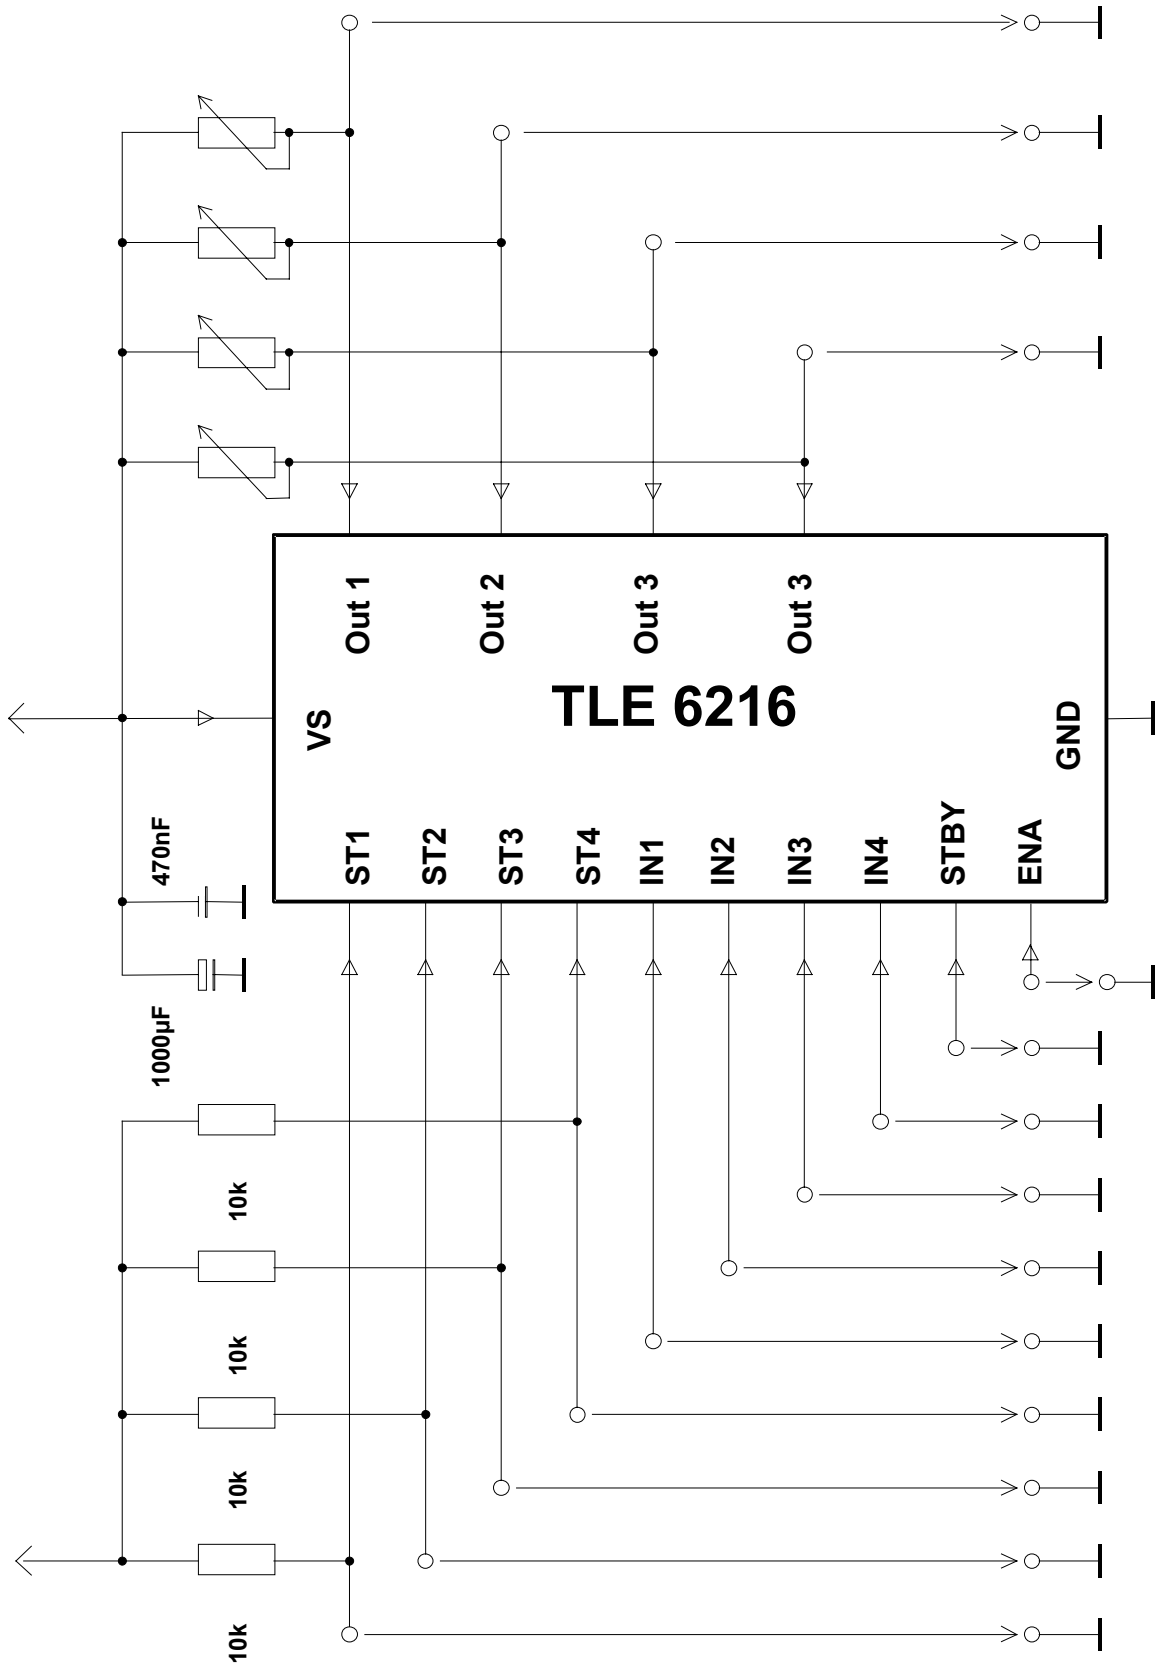 Out 1
Out 2
Out 3
Out 3
TLE 6216
VS
GND
ST1
ST2
ST3
ST4
IN1
IN2
IN3
IN4
STBY
ENA
470nF
1000µF
10k
10k
10k
10k